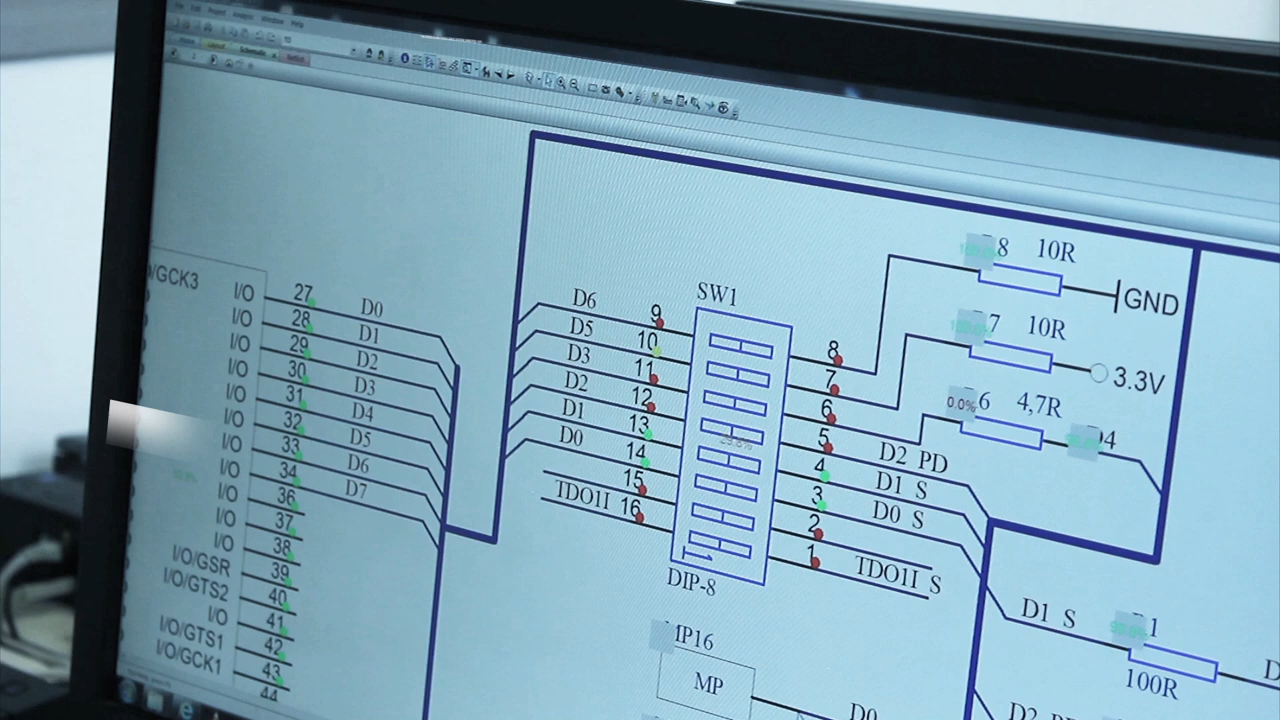 8 10R
GND
7 10R
3.3V
0.0% 6 4,7R
4
SW1
/GCK3
I/O 27 D0
I/O 28 D1
I/O 29 D2
I/O 30 D3
I/O 31 D4
I/O 32 D5
I/O 33 D6
I/O 34 D7
I/O 36
I/O 37
I/O 38
I/O/GSR 39
I/O/GTS2 40
I/O 41
I/O/GTS1 42
I/O/GCK1 43
44
D6 9 8
D5 10 7
D3 11 6
D2 12 5 D2 PD
D1 13 4 D1 S
D0 14 3 D0 S
15 2
TDO1I 16 1 TDO1I S
DIP-8
D1 S 1
100R
MP16
MP
D0